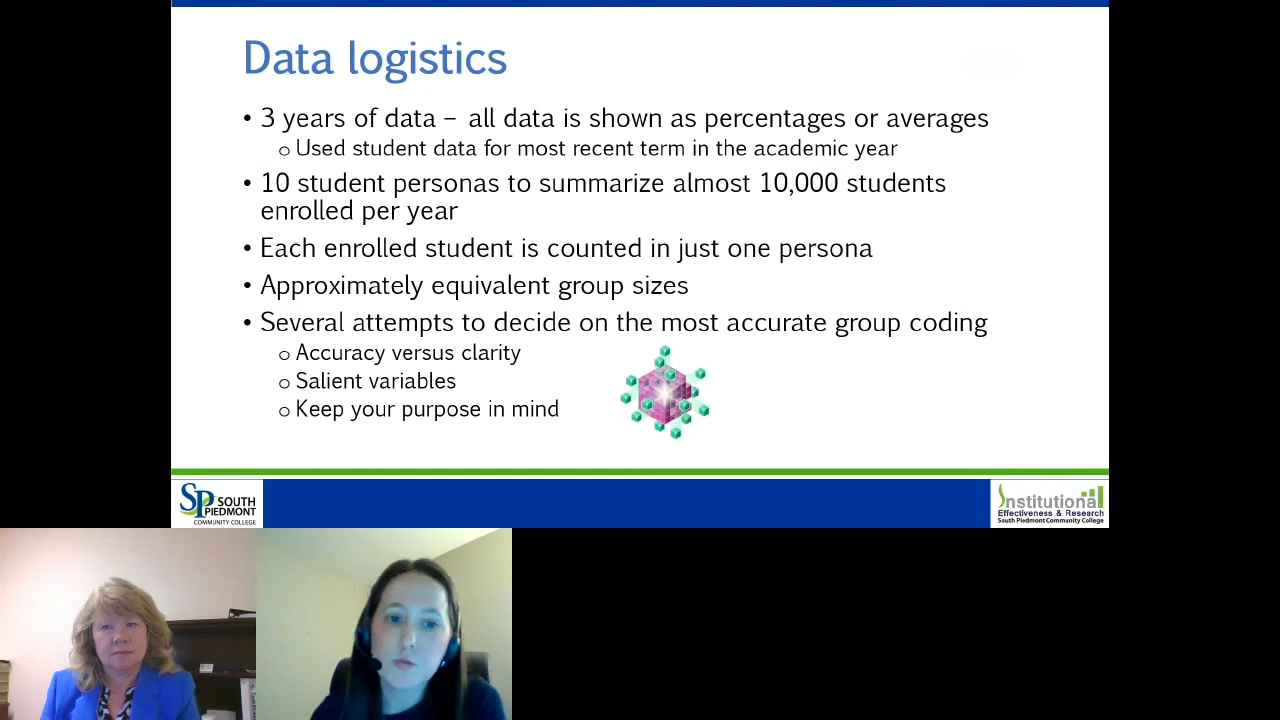 Data logistics
• 3 years of data – all data is shown as percentages or averages
o Used student data for most recent term in the academic year
• 10 student personas to summarize almost 10,000 students
enrolled per year
• Each enrolled student is counted in just one persona
• Approximately equivalent group sizes
• Several attempts to decide on the most accurate group coding
o Accuracy versus clarity
o Salient variables
o Keep your purpose in mind
SP SOUTH
PIEDMONT
COMMUNITY COLLEGE
Institutional
Effectiveness & Research
South Piedmont Community College